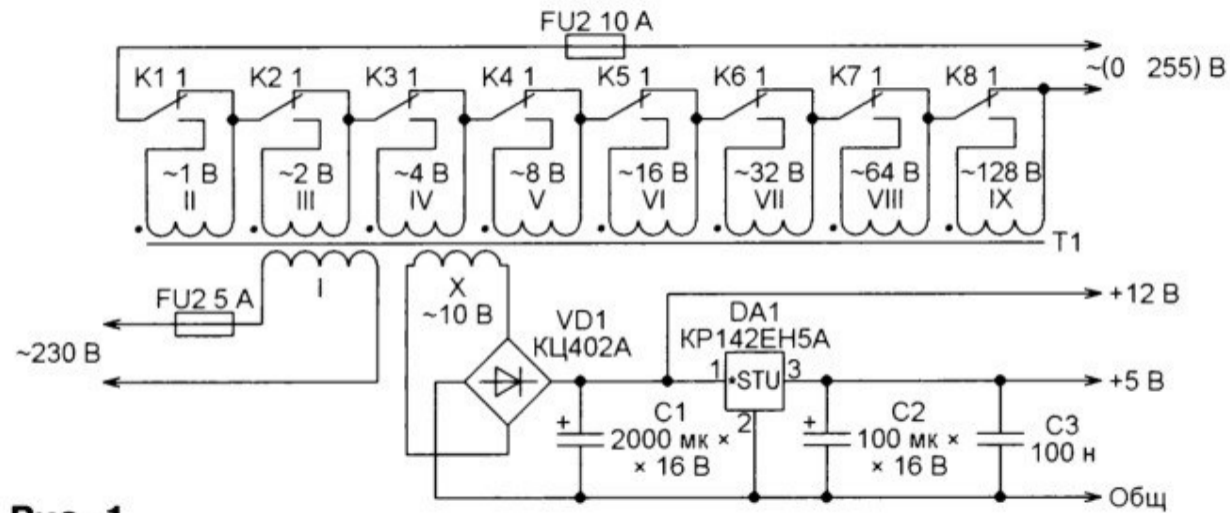 FU2 10 А
~(0 255) В
K1 1 K2 1 K3 1 K4 1 K5 1 K6 1 K7 1 K8 1
~1 В ~2 В ~4 В ~8 В ~16 В ~32 В ~64 В ~128 В
II III IV V VI VII VIII IX
T1
FU2 5 А
I
X
~10 В
~230 В
VD1
КЦ402А
DA1
КР142ЕН5А
+12 В
1 *STU 3
2
+5 В
+ C1
2000 мк ×
× 16 В
+ C2
100 мк ×
× 16 В
C3
100 н
Общ